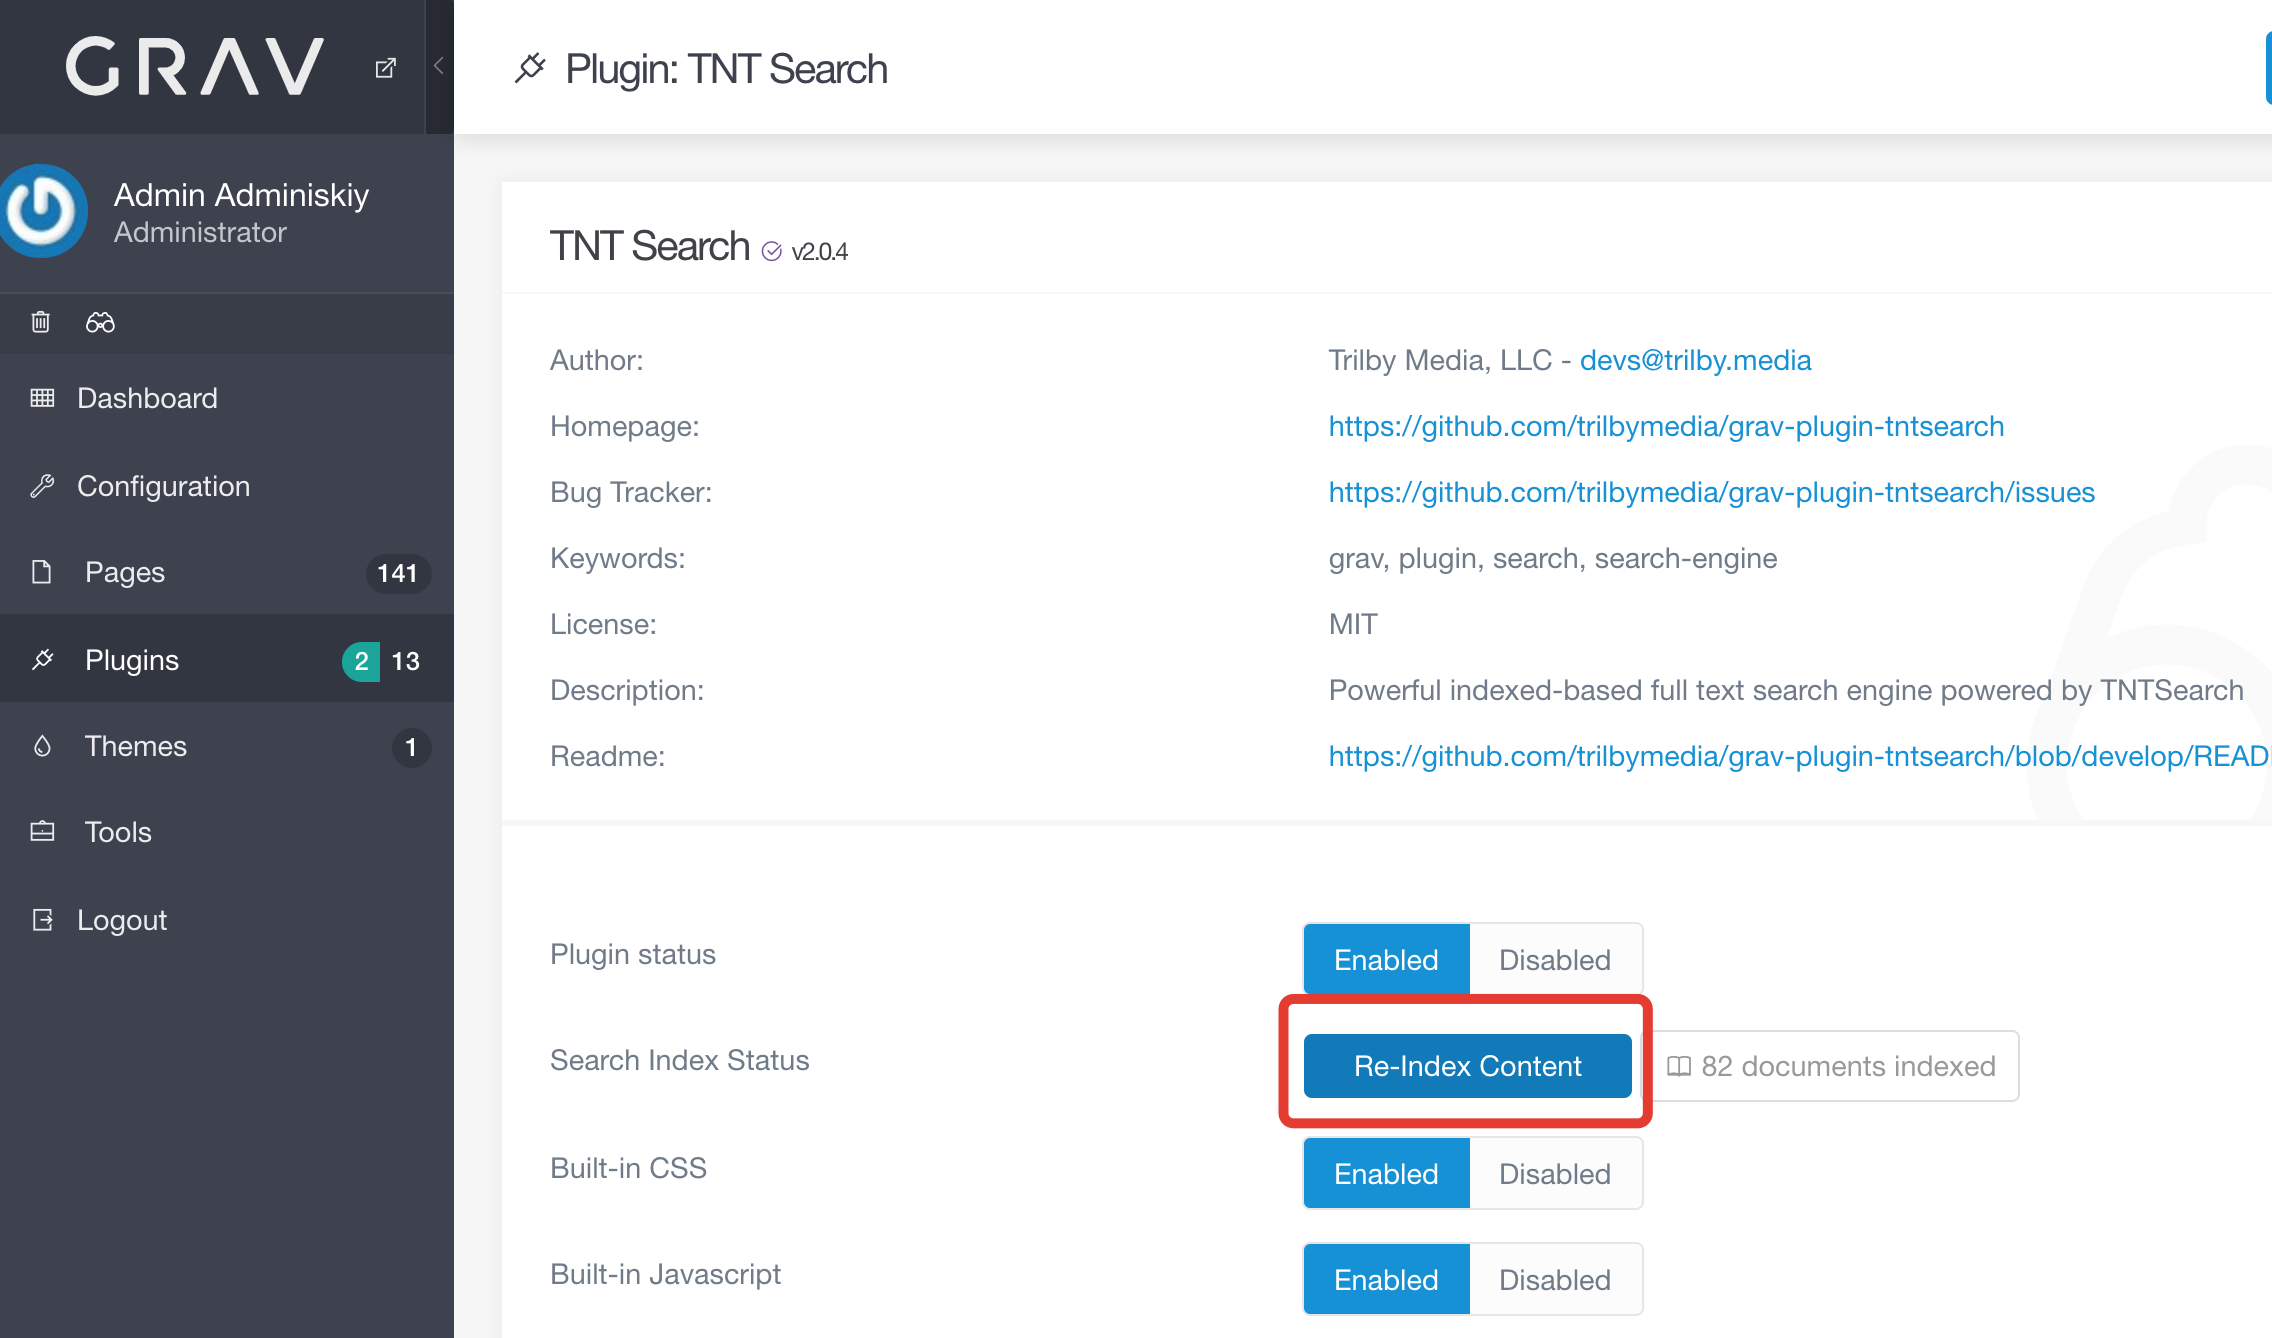 GRAV
Admin Adminiskiy
Administrator
Dashboard
Configuration
Pages 141
Plugins 2 13
Themes 1
Tools
Logout
Plugin: TNT Search
TNT Search v2.0.4
Author: Trilby Media, LLC - devs@trilby.media
Homepage: https://github.com/trilbymedia/grav-plugin-tntsearch
Bug Tracker: https://github.com/trilbymedia/grav-plugin-tntsearch/issues
Keywords: grav, plugin, search, search-engine
License: MIT
Description: Powerful indexed-based full text search engine powered by TNTSearch
Readme: https://github.com/trilbymedia/grav-plugin-tntsearch/blob/develop/READ
Plugin status Enabled Disabled
Search Index Status Re-Index Content 82 documents indexed
Built-in CSS Enabled Disabled
Built-in Javascript Enabled Disabled